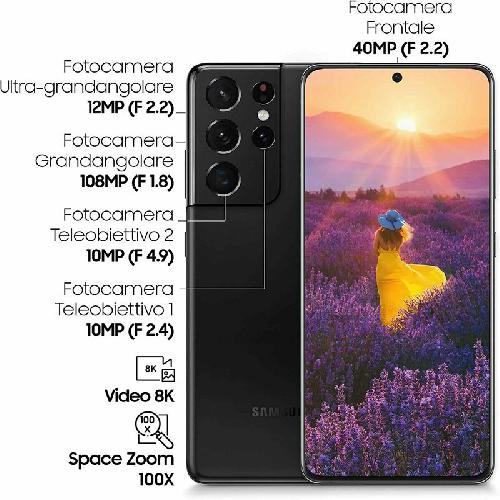 Fotocamera
Frontale
40MP (F 2.2)
Fotocamera
Ultra-grandangolare
12MP (F 2.2)
Fotocamera
Grandangolare
108MP (F 1.8)
Fotocamera
Teleobiettivo 2
10MP (F 4.9)
Fotocamera
Teleobiettivo 1
10MP (F 2.4)
8K
Video 8K
100
X
SAMSU
Space Zoom
100X